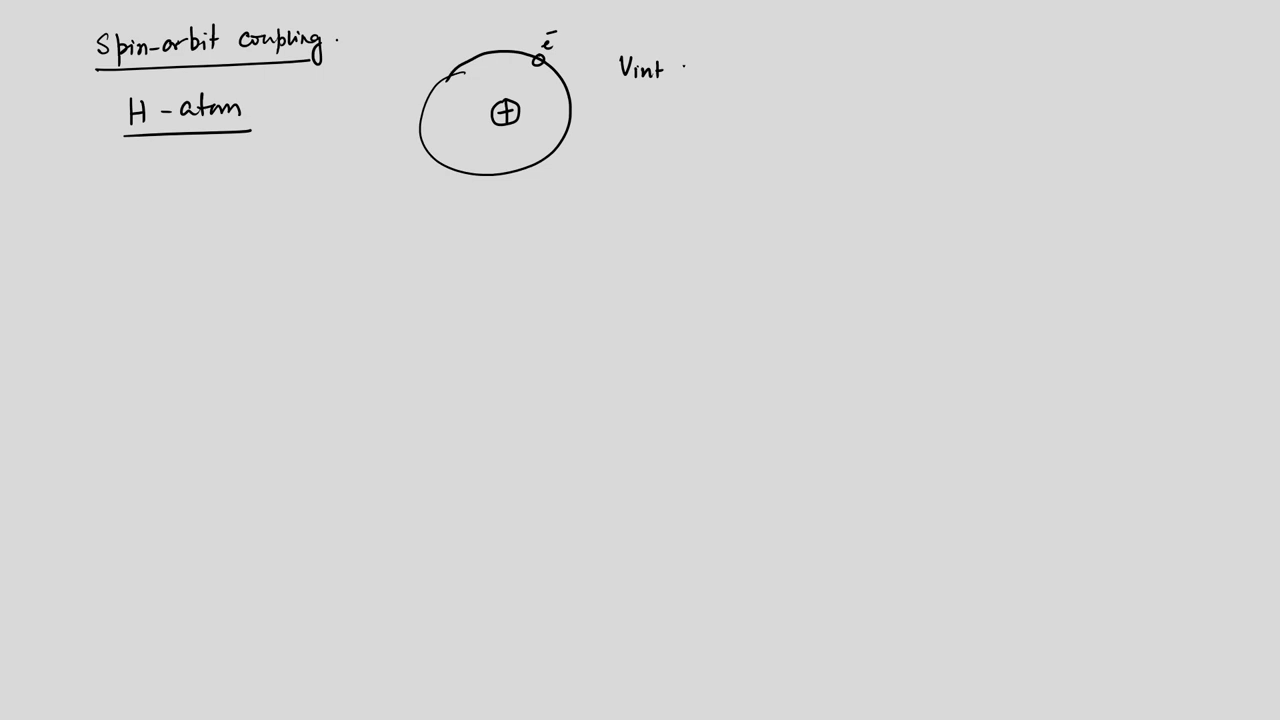 Spin-orbit coupling.
H - atom
e⁻
+
Vint